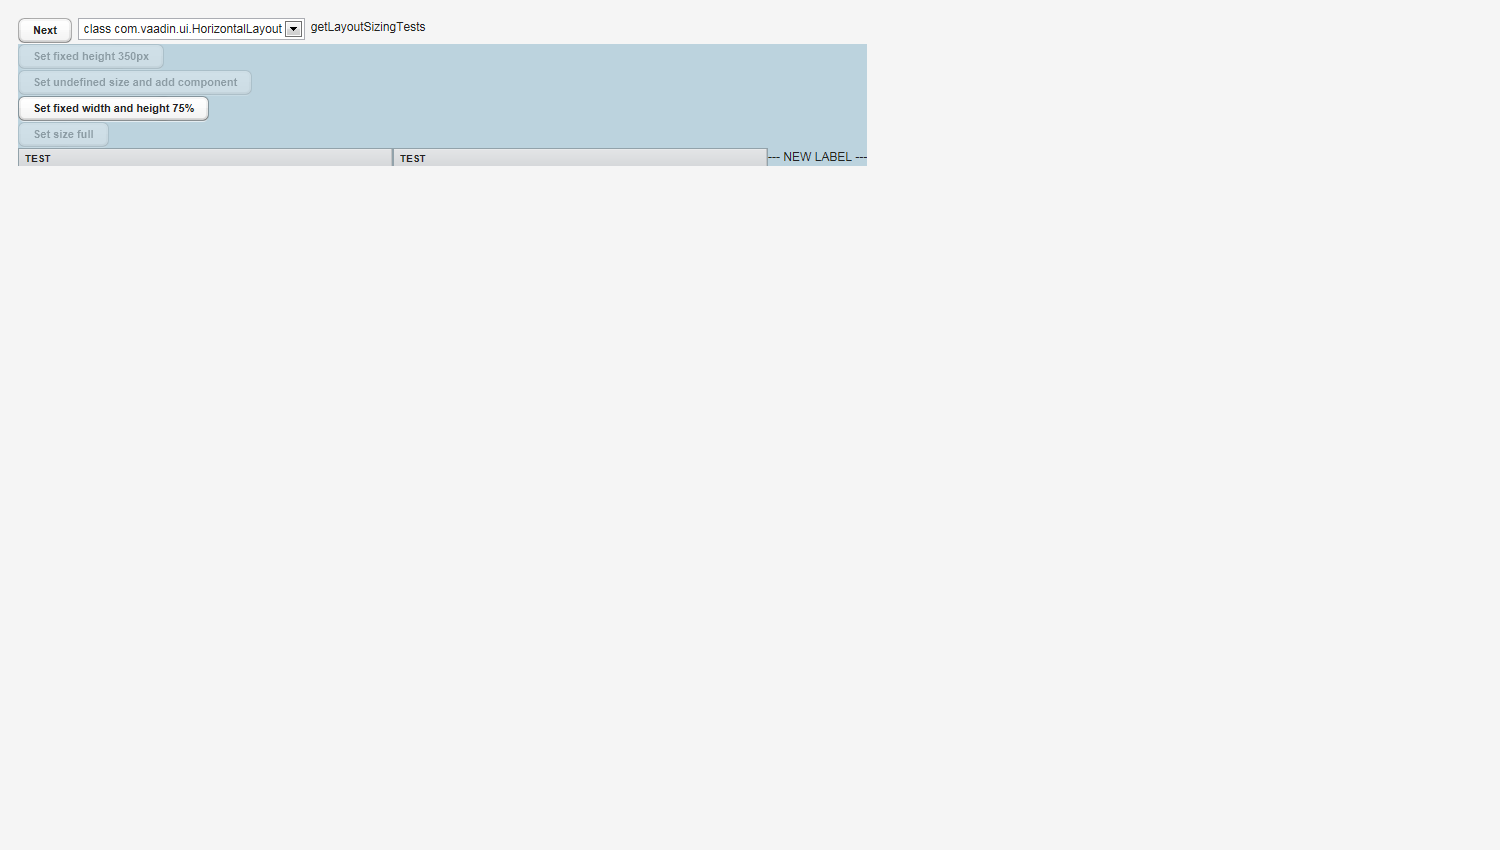 Next class com.vaadin.ui.HorizontalLayout getLayoutSizingTests
Set fixed height 350px
Set undefined size and add component
Set fixed width and height 75%
Set size full
TEST TEST --- NEW LABEL ---